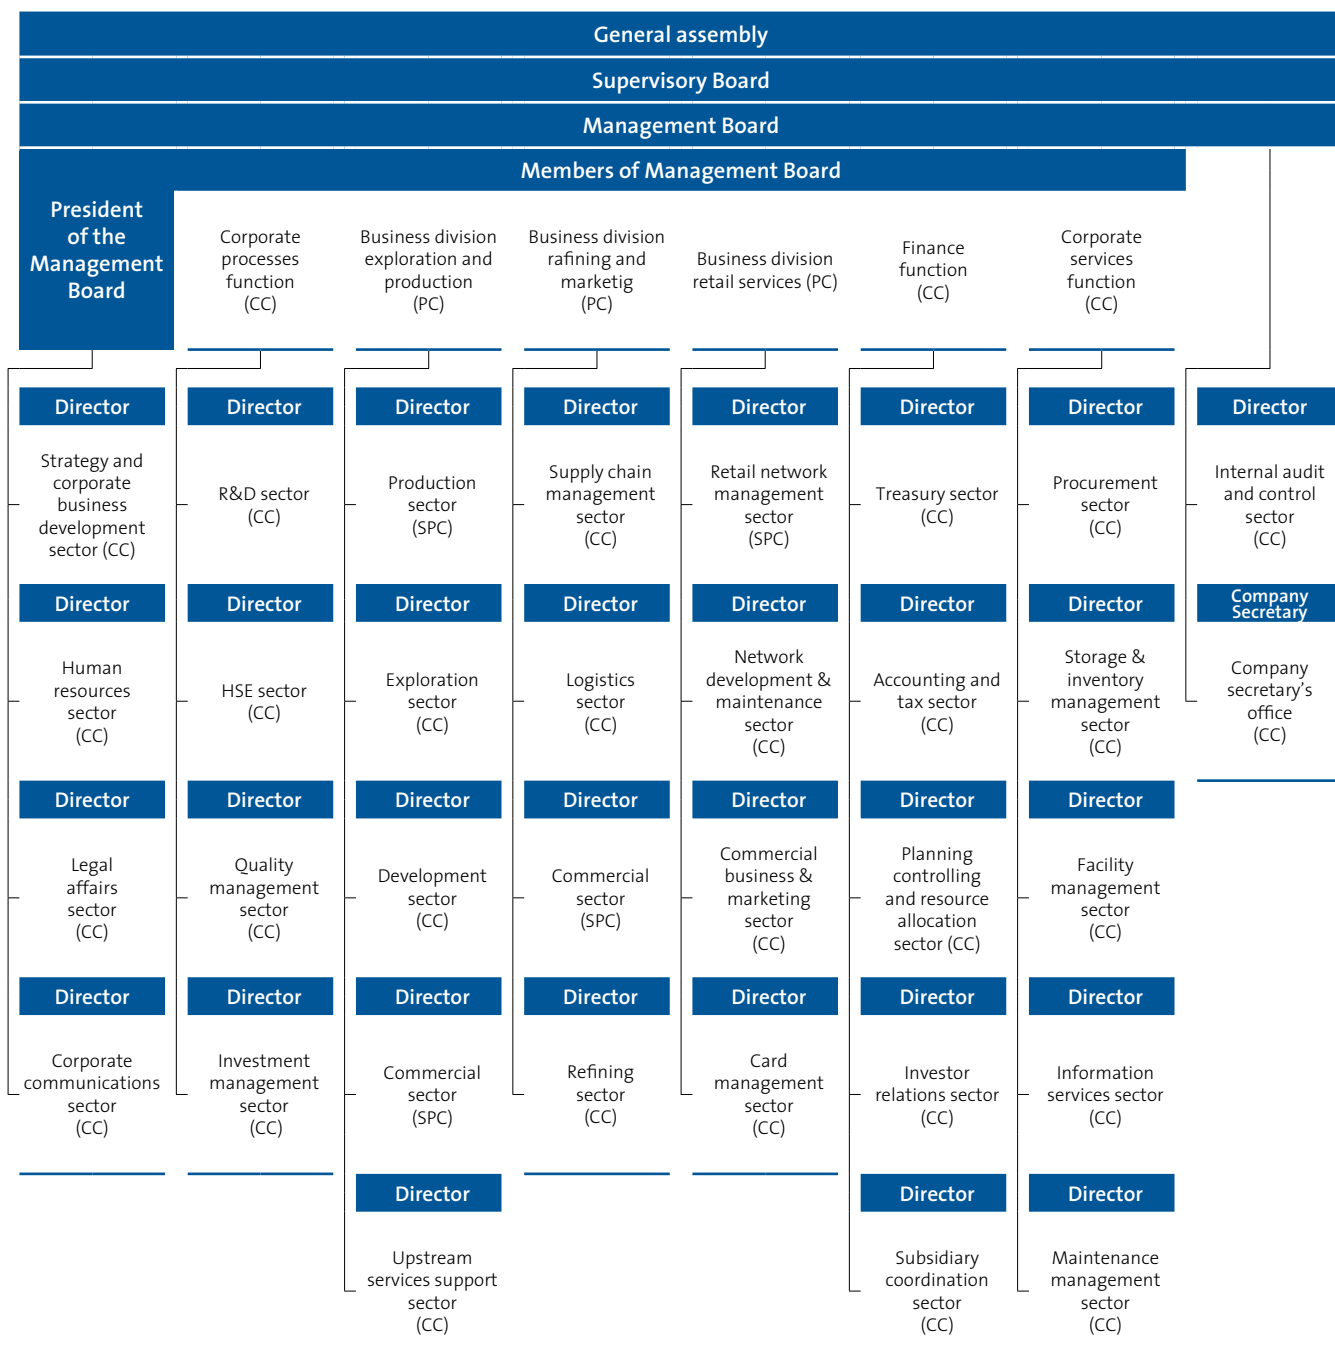 General assembly
Supervisory Board
Management Board
Members of Management Board
President
of the
Management
Board
Corporate
processes
function
(CC)
Business division
exploration and
production
(PC)
Business division
rafining and
marketig
(PC)
Business division
retail services (PC)
Finance
function
(CC)
Corporate
services
function
(CC)
Director
Strategy and
corporate
business
development
sector (CC)
Director
Human
resources
sector
(CC)
Director
Legal
affairs
sector
(CC)
Director
Corporate
communications
sector
(CC)
Director
R&D sector
(CC)
Director
HSE sector
(CC)
Director
Quality
management
sector
(CC)
Director
Investment
management
sector
(CC)
Director
Production
sector
(SPC)
Director
Exploration
sector
(CC)
Director
Development
sector
(CC)
Director
Commercial
sector
(SPC)
Director
Upstream
services support
sector
(CC)
Director
Supply chain
management
sector
(CC)
Director
Logistics
sector
(CC)
Director
Commercial
sector
(SPC)
Director
Refining
sector
(CC)
Director
Retail network
management
sector
(SPC)
Director
Network
development &
maintenance
sector
(CC)
Director
Commercial
business &
marketing
sector
(CC)
Director
Card
management
sector
(CC)
Director
Treasury sector
(CC)
Director
Accounting and
tax sector
(CC)
Director
Planning
controlling
and resource
allocation
sector (CC)
Director
Investor
relations sector
(CC)
Director
Subsidiary
coordination
sector
(CC)
Director
Procurement
sector
(CC)
Director
Storage &
inventory
management
sector
(CC)
Director
Facility
management
sector
(CC)
Director
Information
services sector
(CC)
Director
Maintenance
management
sector
(CC)
Director
Internal audit
and control
sector
(CC)
Company
Secretary
Company
secretary's
office
(CC)